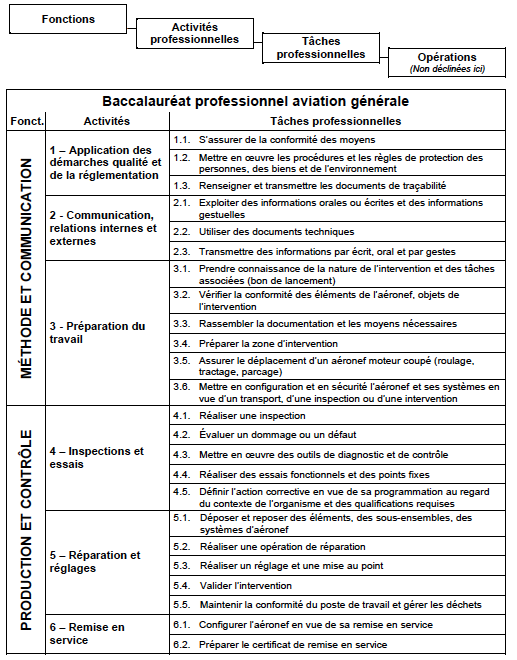 Fonctions
Activités
professionnelles
Tâches
professionnelles
Opérations
(Non déclinées ici)
Baccalauréat professionnel aviation générale
Fonct.
Activités
Tâches professionnelles
MÉTHODE ET COMMUNICATION
1 – Application des
démarches qualité et
de la réglementation
1.1. S’assurer de la conformité des moyens
1.2. Mettre en œuvre les procédures et les règles de protection des
personnes, des biens et de l’environnement
1.3. Renseigner et transmettre les documents de traçabilité
2 - Communication,
relations internes et
externes
2.1. Exploiter des informations orales ou écrites et des informations
gestuelles
2.2. Utiliser des documents techniques
2.3. Transmettre des informations par écrit, oral et par gestes
3 - Préparation du
travail
3.1. Prendre connaissance de la nature de l’intervention et des tâches
associées (bon de lancement)
3.2. Vérifier la conformité des éléments de l’aéronef, objets de
l’intervention
3.3. Rassembler la documentation et les moyens nécessaires
3.4. Préparer la zone d’intervention
3.5. Assurer le déplacement d’un aéronef moteur coupé (roulage,
tractage, parcage)
3.6. Mettre en configuration et en sécurité l’aéronef et ses systèmes en
vue d’un transport, d’une inspection ou d’une intervention
PRODUCTION ET CONTRÔLE
4 – Inspections et
essais
4.1. Réaliser une inspection
4.2. Évaluer un dommage ou un défaut
4.3. Mettre en œuvre des outils de diagnostic et de contrôle
4.4. Réaliser des essais fonctionnels et des points fixes
4.5. Définir l’action corrective en vue de sa programmation au regard
du contexte de l’organisme et des qualifications requises
5 – Réparation et
réglages
5.1. Déposer et reposer des éléments, des sous-ensembles, des
systèmes d’aéronef
5.2. Réaliser une opération de réparation
5.3. Réaliser un réglage et une mise au point
5.4. Valider l’intervention
5.5. Maintenir la conformité du poste de travail et gérer les déchets
6 – Remise en
service
6.1. Configurer l’aéronef en vue de sa remise en service
6.2. Préparer le certificat de remise en service